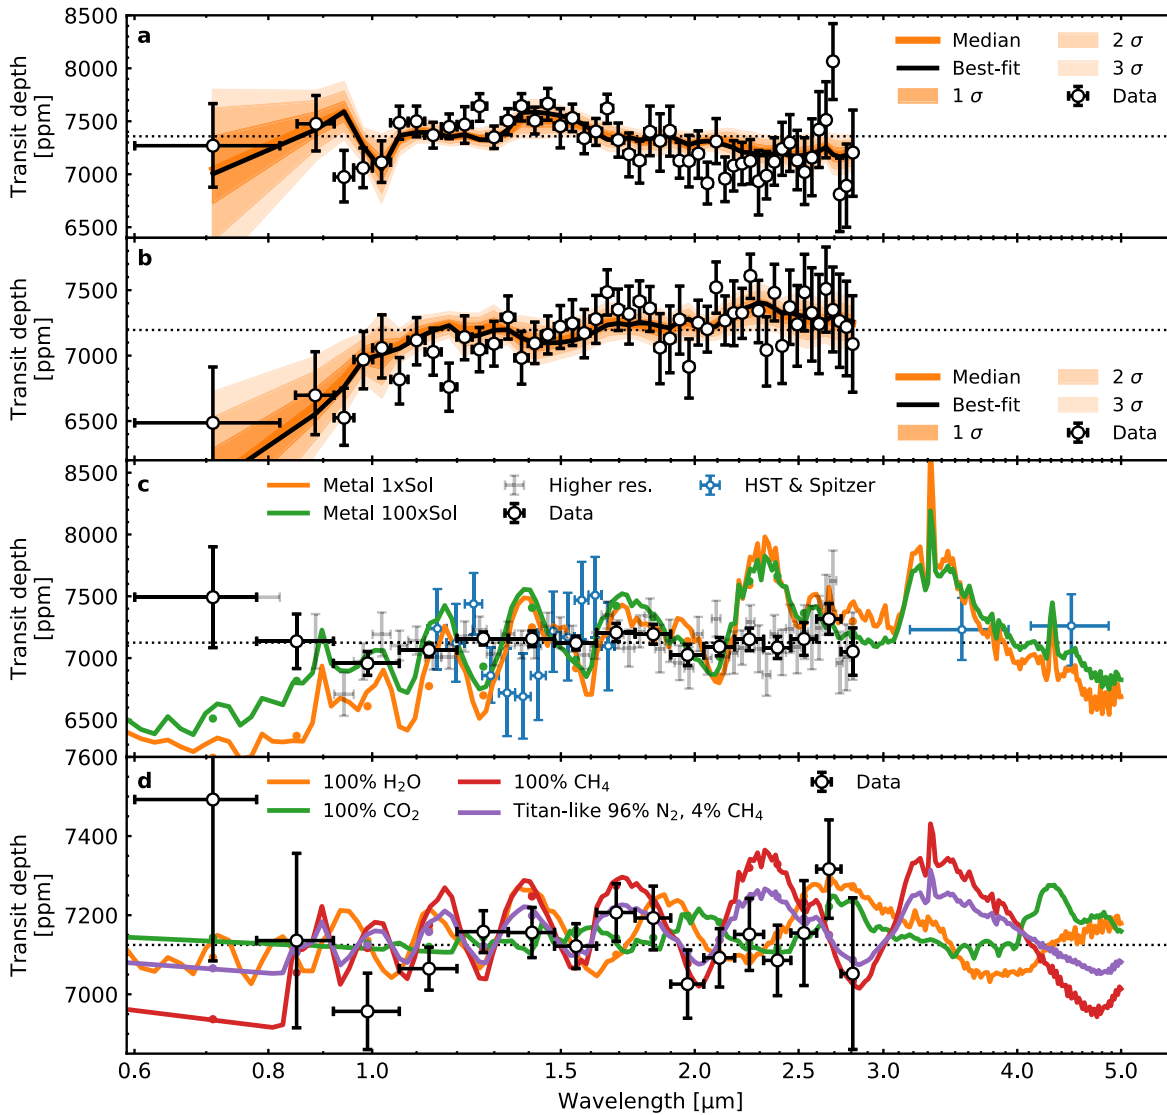 8500
8000
7500
7000
6500
Transit depth
[ppm]
a
Median
Best-fit
1 σ
2 σ
3 σ
Data
7500
7000
6500
Transit depth
[ppm]
b
Median
Best-fit
1 σ
2 σ
3 σ
Data
8500
8000
7500
7000
6500
Transit depth
[ppm]
c
Metal 1xSol
Metal 100xSol
Higher res.
Data
HST & Spitzer
7600
7400
7200
7000
Transit depth
[ppm]
d
100% H₂O
100% CO₂
100% CH₄
Titan-like 96% N₂, 4% CH₄
Data
0.6 0.8 1.0 1.5 2.0 2.5 3.0 4.0 5.0
Wavelength [μm]